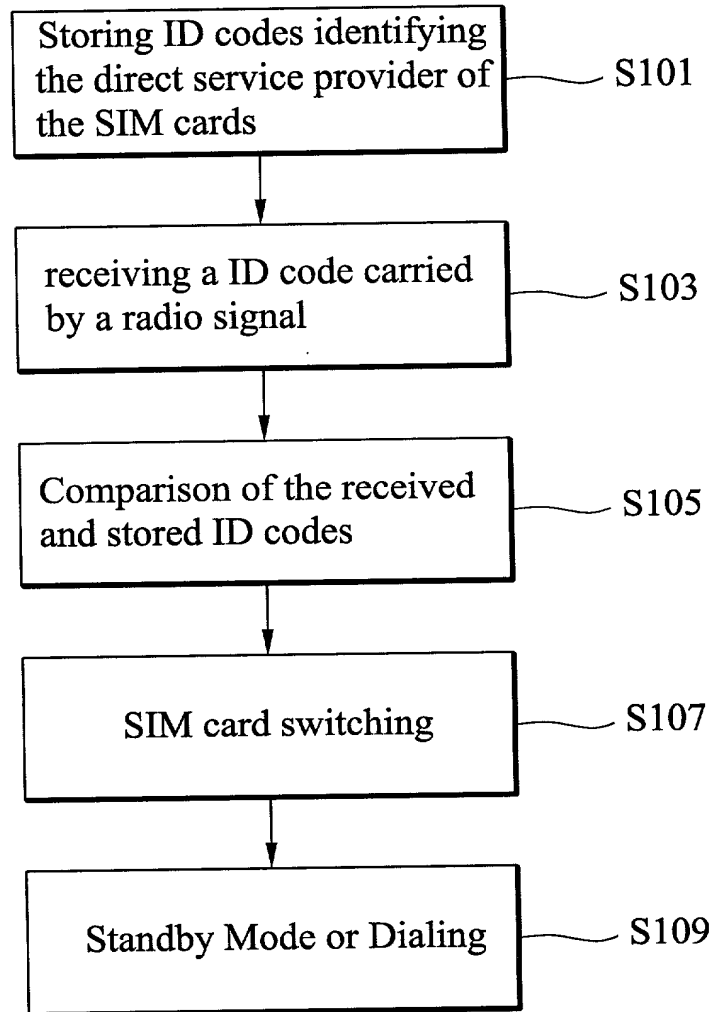 Storing ID codes identifying
the direct service provider of
the SIM cards
S101
receiving a ID code carried
by a radio signal
S103
Comparison of the received
and stored ID codes
S105
SIM card switching
S107
Standby Mode or Dialing
S109